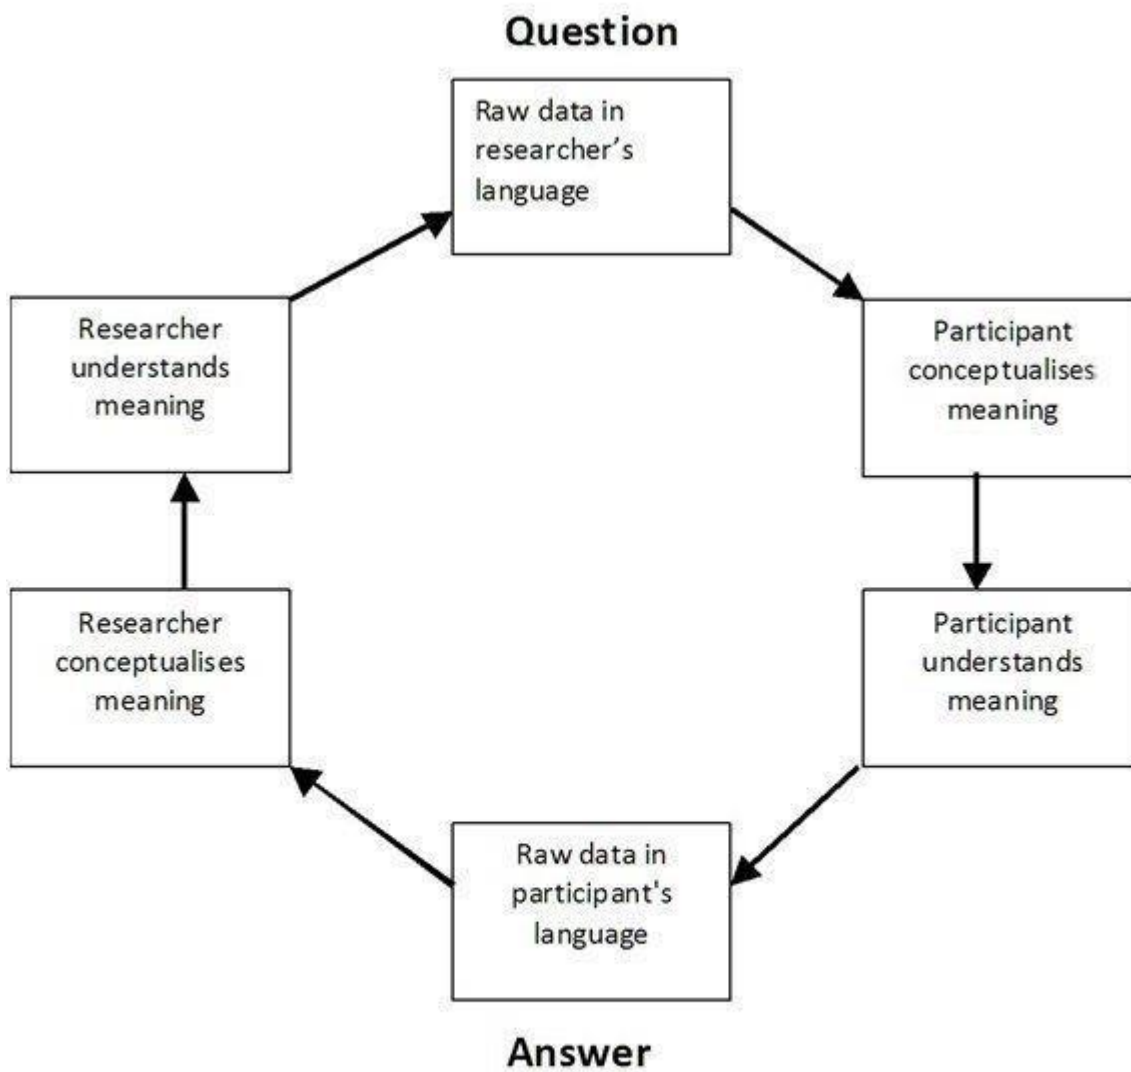 Question
Raw data in
researcher’s
language
Participant
conceptualises
meaning
Participant
understands
meaning
Raw data in
participant's
language
Answer
Researcher
conceptualises
meaning
Researcher
understands
meaning